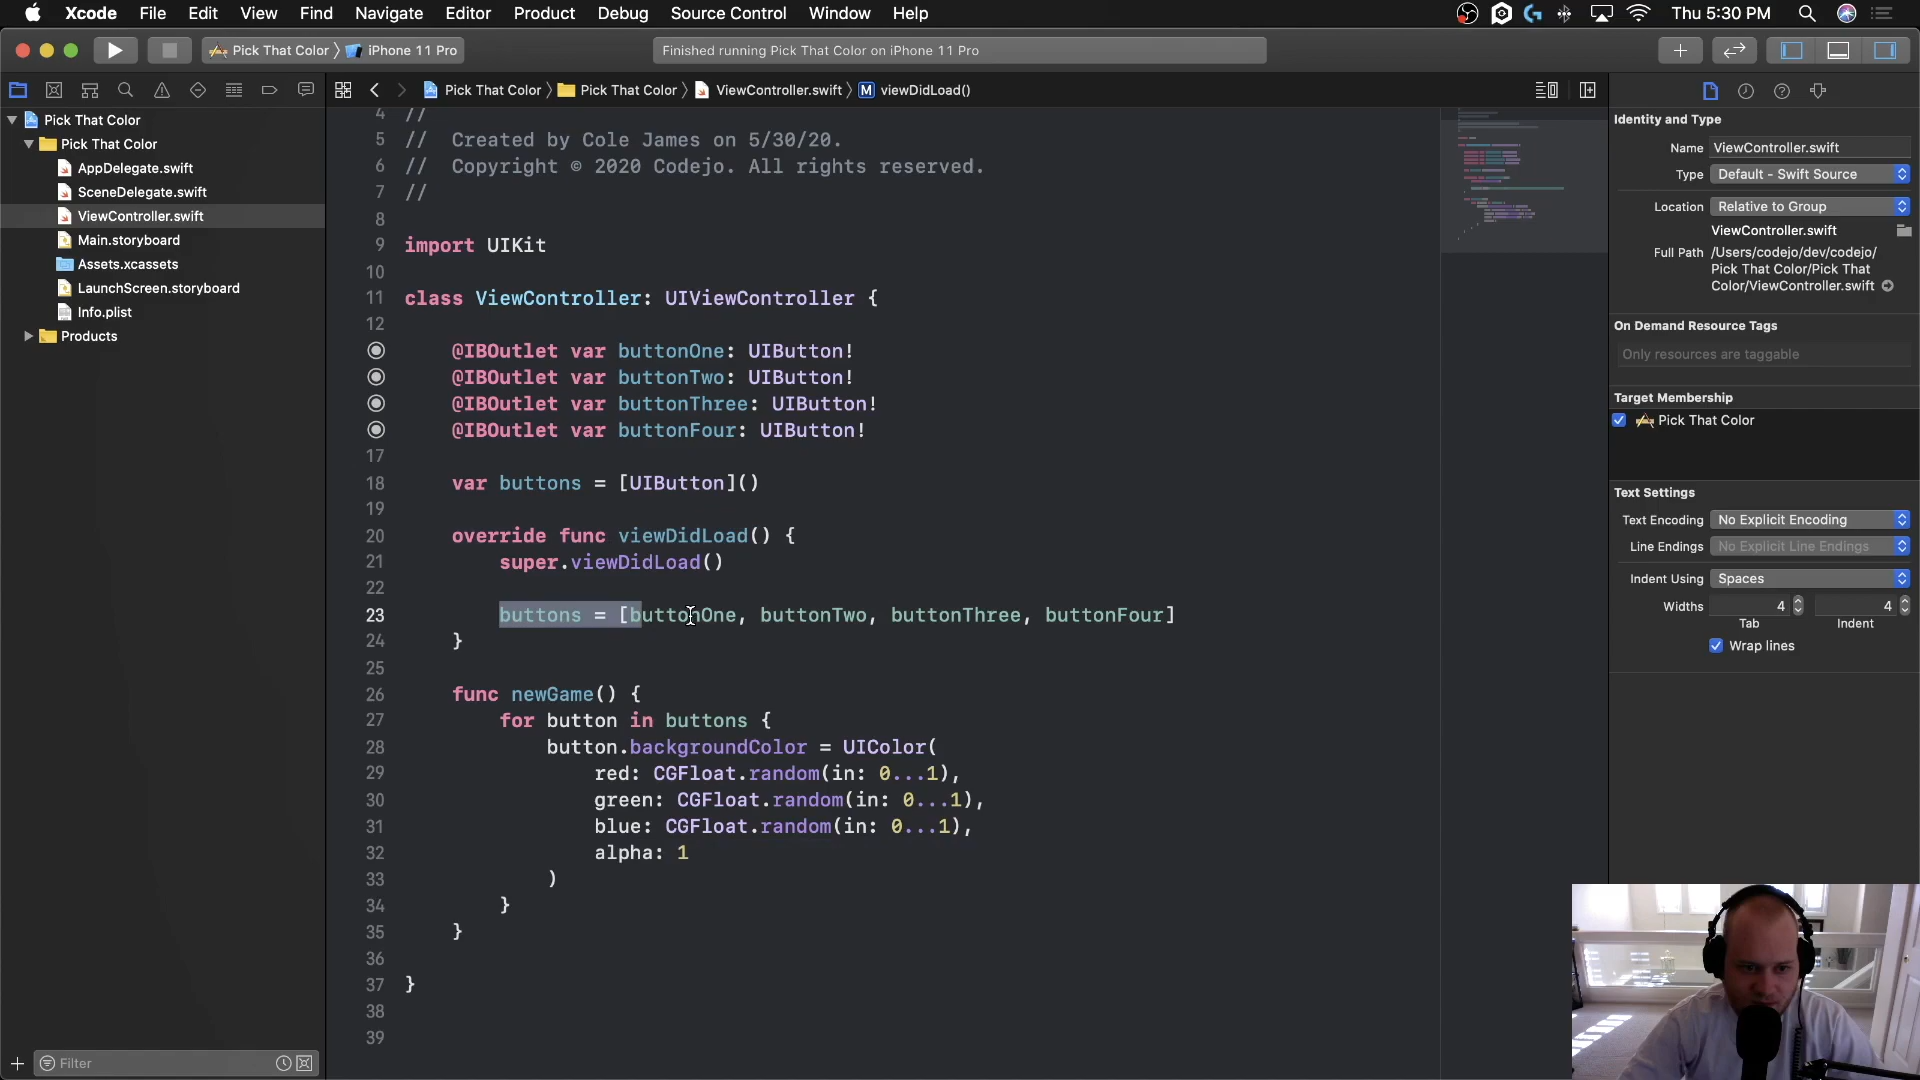 Xcode File Edit View Find Navigate Editor Product Debug Source Control Window Help Thu 5:30 PM
Pick That Color iPhone 11 Pro Finished running Pick That Color on iPhone 11 Pro
Pick That Color Pick That Color ViewController.swift M viewDidLoad()
Pick That Color
Pick That Color
AppDelegate.swift
SceneDelegate.swift
ViewController.swift
Main.storyboard
Assets.xcassets
LaunchScreen.storyboard
Info.plist
Products
Filter
4 //
5 //  Created by Cole James on 5/30/20.
6 //  Copyright © 2020 Codejo. All rights reserved.
7 //
8
9 import UIKit
10
11 class ViewController: UIViewController {
12
@IBOutlet var buttonOne: UIButton!
@IBOutlet var buttonTwo: UIButton!
@IBOutlet var buttonThree: UIButton!
@IBOutlet var buttonFour: UIButton!
17
18 var buttons = [UIButton]()
19
20 override func viewDidLoad() {
21 super.viewDidLoad()
22
23 buttons = [buttonOne, buttonTwo, buttonThree, buttonFour]
24 }
25
26 func newGame() {
27 for button in buttons {
28 button.backgroundColor = UIColor(
29 red: CGFloat.random(in: 0...1),
30 green: CGFloat.random(in: 0...1),
31 blue: CGFloat.random(in: 0...1),
32 alpha: 1
33 )
34 }
35 }
36
37 }
38
39
Identity and Type
Name ViewController.swift
Type Default - Swift Source
Location Relative to Group
ViewController.swift
Full Path /Users/codejo/dev/codejo/
Pick That Color/Pick That
Color/ViewController.swift
On Demand Resource Tags
Only resources are taggable
Target Membership
Pick That Color
Text Settings
Text Encoding No Explicit Encoding
Line Endings No Explicit Line Endings
Indent Using Spaces
Widths 4 4
Tab Indent
Wrap lines